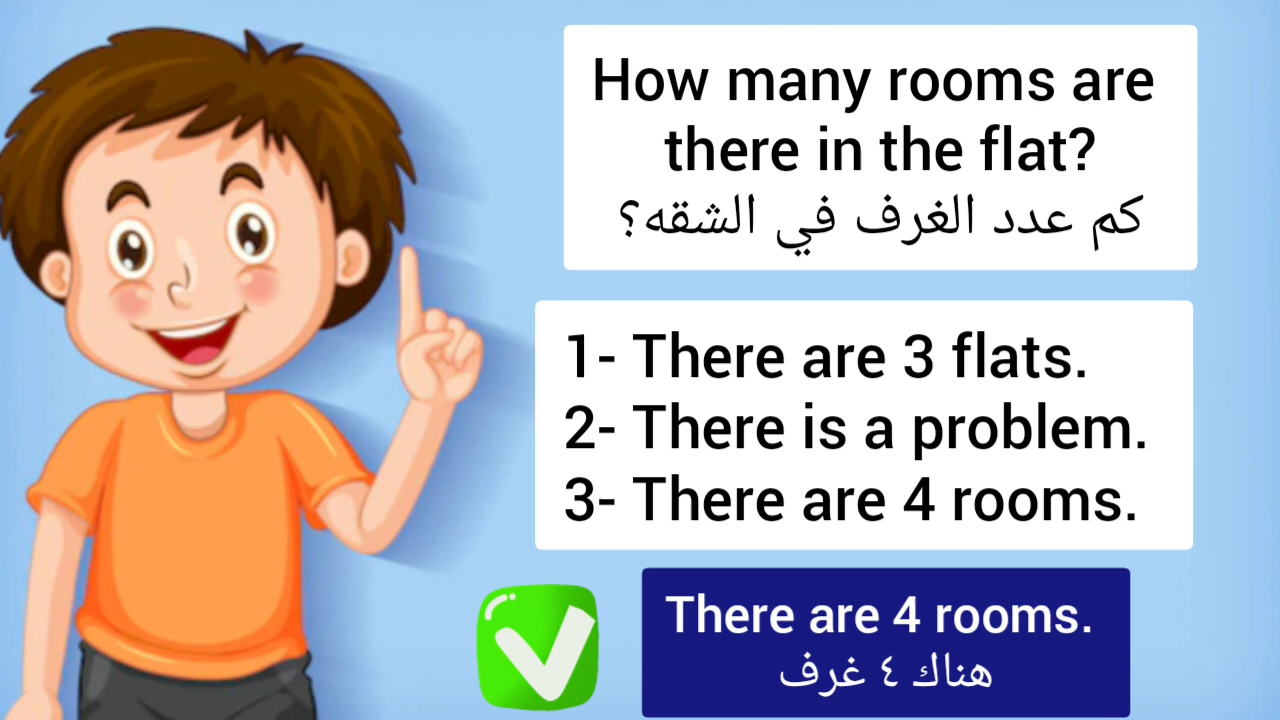 How many rooms are
there in the flat?
كم عدد الغرف في الشقه؟
1- There are 3 flats.
2- There is a problem.
3- There are 4 rooms.
There are 4 rooms.
هناك ٤ غرف